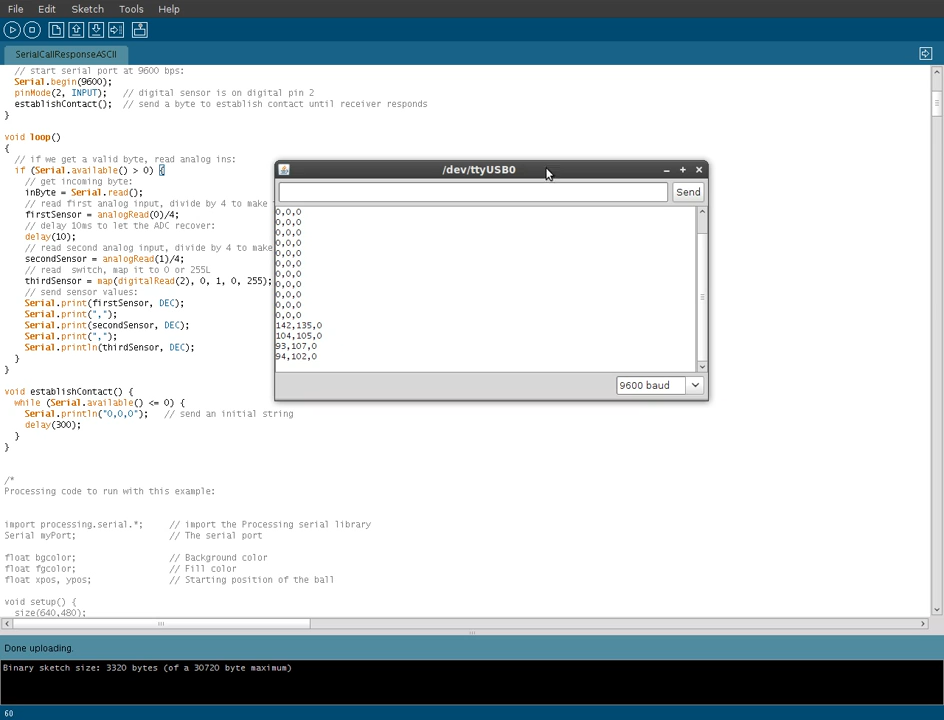 File Edit Sketch Tools Help
SerialCallResponseASCII
// start serial port at 9600 bps:
Serial.begin(9600);
pinMode(2, INPUT);   // digital sensor is on digital pin 2
establishContact();  // send a byte to establish contact until receiver responds
}
void loop()
{
// if we get a valid byte, read analog ins:
if (Serial.available() > 0) {
// get incoming byte:
inByte = Serial.read();
// read first analog input, divide by 4 to make
firstSensor = analogRead(0)/4;
// delay 10ms to let the ADC recover:
delay(10);
// read second analog input, divide by 4 to make
secondSensor = analogRead(1)/4;
// read  switch, map it to 0 or 255L
thirdSensor = map(digitalRead(2), 0, 1, 0, 255);
// send sensor values:
Serial.print(firstSensor, DEC);
Serial.print(",");
Serial.print(secondSensor, DEC);
Serial.print(",");
Serial.println(thirdSensor, DEC);
}
}
void establishContact() {
while (Serial.available() <= 0) {
Serial.println("0,0,0");   // send an initial string
delay(300);
}
}
/*
Processing code to run with this example:
import processing.serial.*;     // import the Processing serial library
Serial myPort;                  // The serial port
float bgcolor;                  // Background color
float fgcolor;                  // Fill color
float xpos, ypos;               // Starting position of the ball
void setup() {
size(640,480);
/dev/ttyUSB0
Send
0,0,0
0,0,0
0,0,0
0,0,0
0,0,0
0,0,0
0,0,0
0,0,0
0,0,0
0,0,0
0,0,0
142,135,0
104,105,0
93,107,0
94,102,0
9600 baud
Done uploading.
Binary sketch size: 3320 bytes (of a 30720 byte maximum)
60